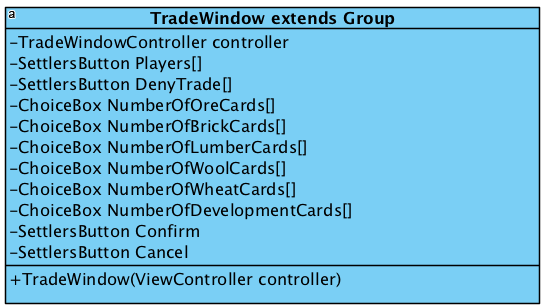 a
TradeWindow extends Group
-TradeWindowController controller
-SettlersButton Players[]
-SettlersButton DenyTrade[]
-ChoiceBox NumberOfOreCards[]
-ChoiceBox NumberOfBrickCards[]
-ChoiceBox NumberOfLumberCards[]
-ChoiceBox NumberOfWoolCards[]
-ChoiceBox NumberOfWheatCards[]
-ChoiceBox NumberOfDevelopmentCards[]
-SettlersButton Confirm
-SettlersButton Cancel
+TradeWindow(ViewController controller)